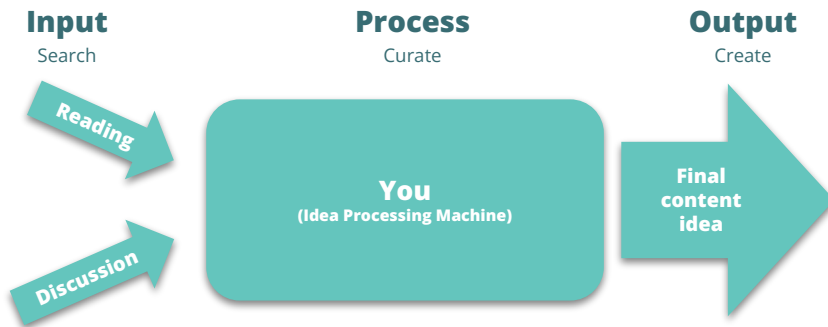 Input
Search
Process
Curate
Output
Create
Reading
Discussion
You
(Idea Processing Machine)
Final
content
idea